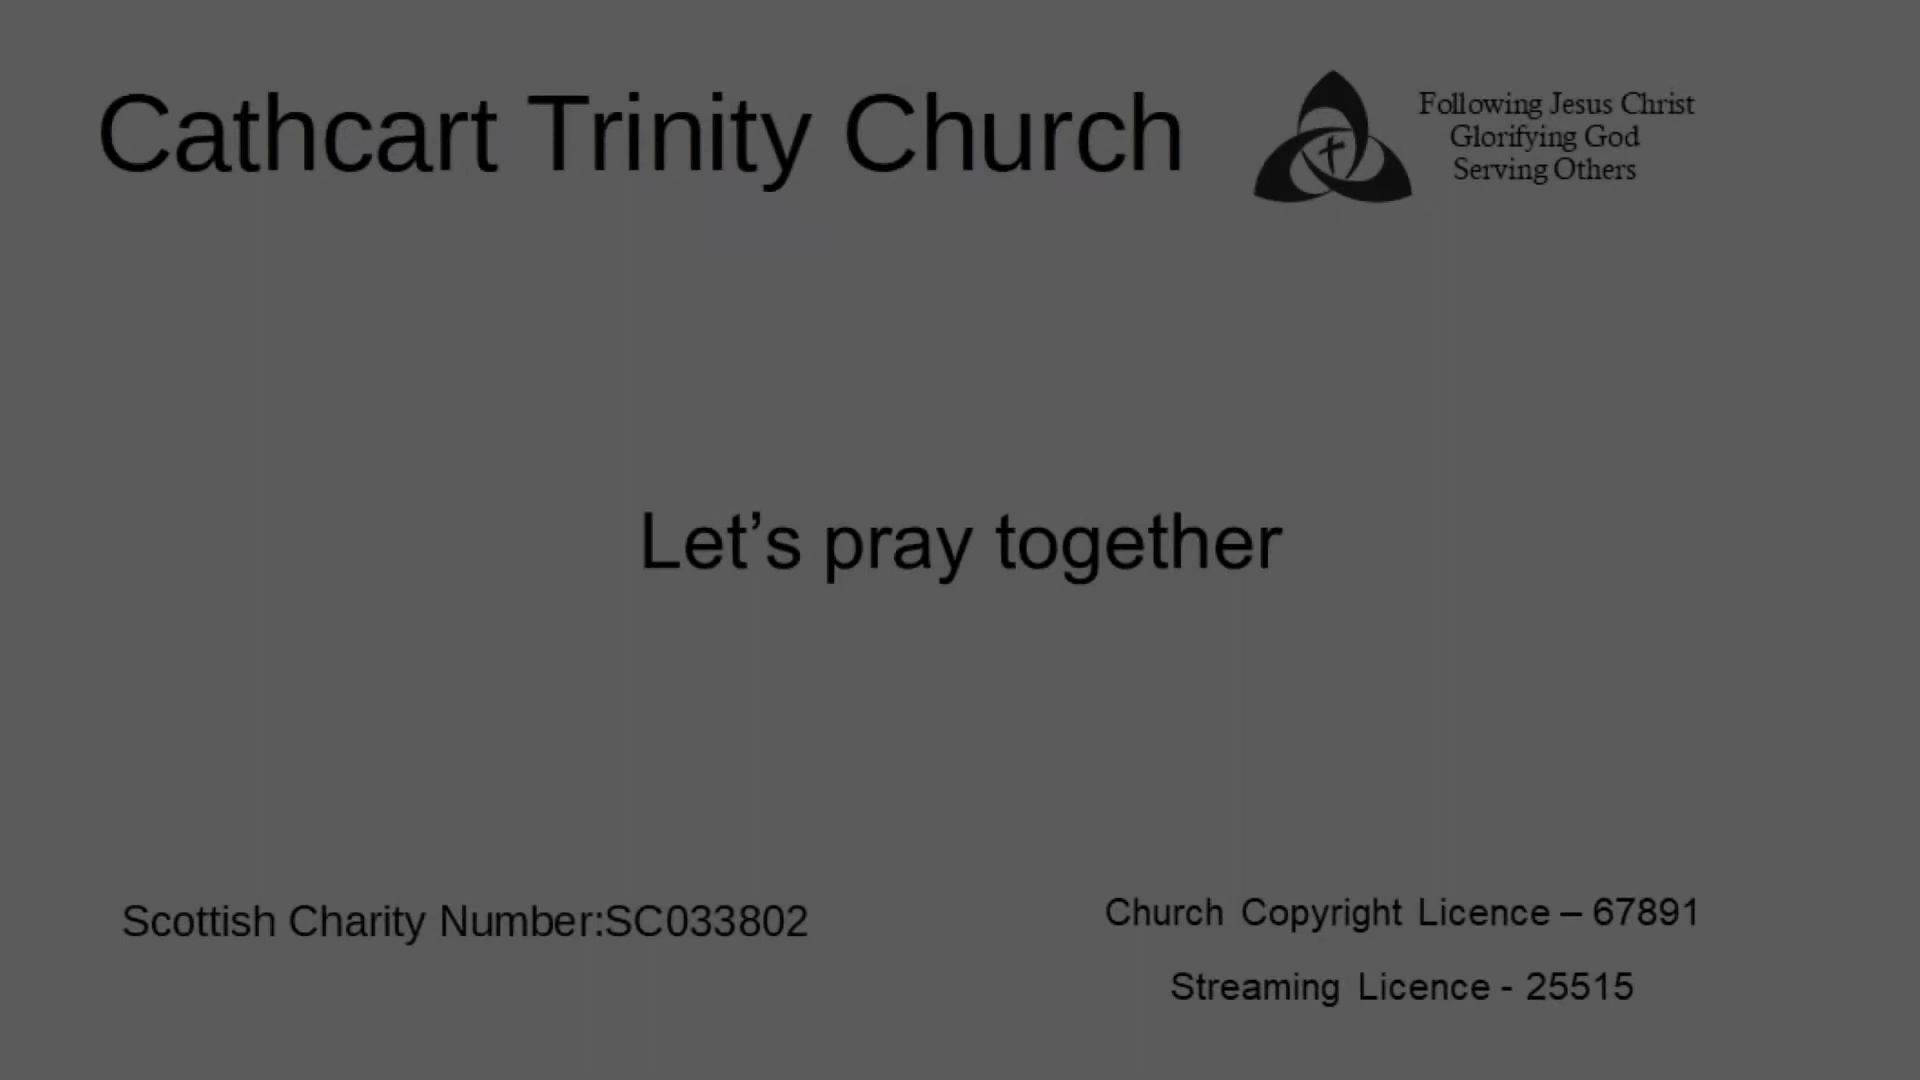 Cathcart Trinity Church
Following Jesus Christ
Glorifying God
Serving Others
Let’s pray together
Scottish Charity Number:SC033802
Church Copyright Licence – 67891
Streaming Licence - 25515